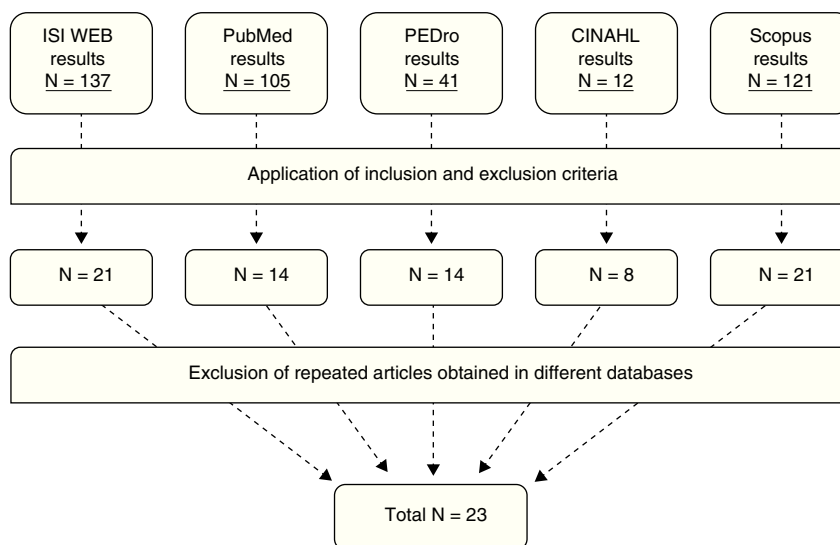 ISI WEB
results
N = 137
PubMed
results
N = 105
PEDro
results
N = 41
CINAHL
results
N = 12
Scopus
results
N = 121
Application of inclusion and exclusion criteria
N = 21
N = 14
N = 14
N = 8
N = 21
Exclusion of repeated articles obtained in different databases
Total N = 23